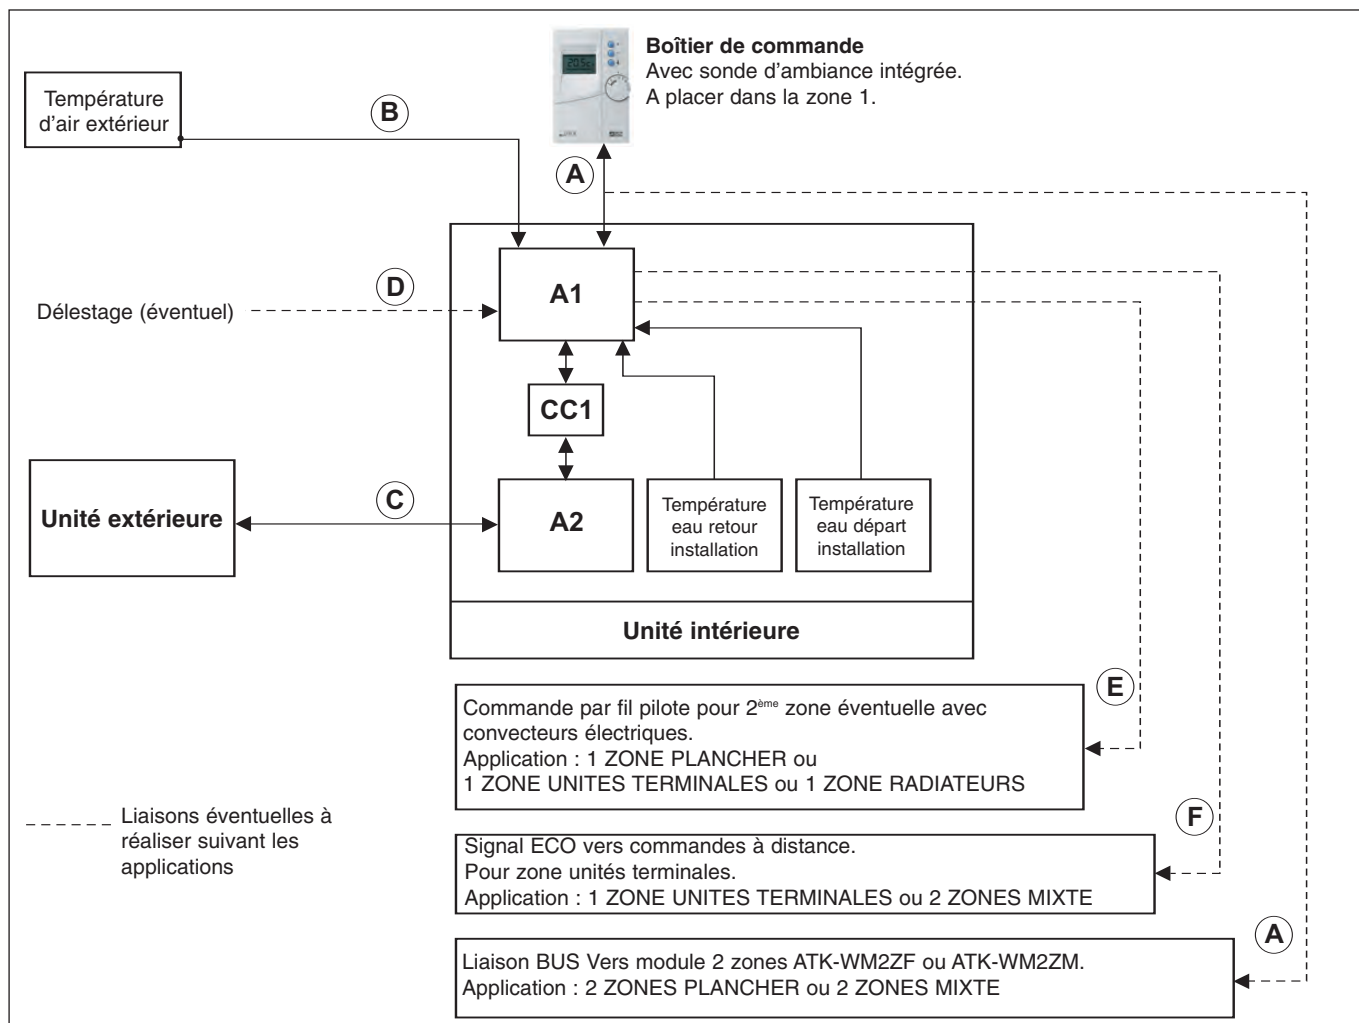 Boîtier de commande
Avec sonde d'ambiance intégrée.
A placer dans la zone 1.
Température
d'air extérieur
B
A
D
Délestage (éventuel)
A1
CC1
A2
C
Unité extérieure
Température
eau retour
installation
Température
eau départ
installation
Unité intérieure
E
Commande par fil pilote pour 2ème zone éventuelle avec
convecteurs électriques.
Application : 1 ZONE PLANCHER ou
1 ZONE UNITES TERMINALES ou 1 ZONE RADIATEURS
Liaisons éventuelles à
réaliser suivant les
applications
F
Signal ECO vers commandes à distance.
Pour zone unités terminales.
Application : 1 ZONE UNITES TERMINALES ou 2 ZONES MIXTE
A
Liaison BUS Vers module 2 zones ATK-WM2ZF ou ATK-WM2ZM.
Application : 2 ZONES PLANCHER ou 2 ZONES MIXTE